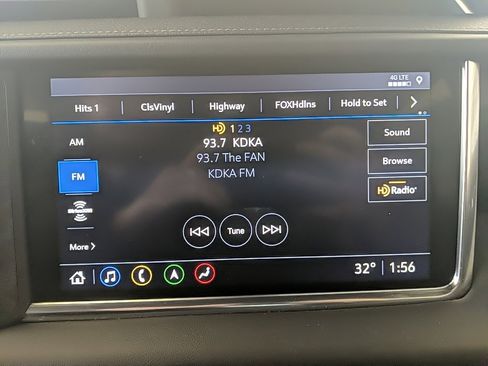 4G LTE
Hits 1 ClsVinyl Highway FOXHdlns Hold to Set
HD 1 2 3
AM 93.7 KDKA Sound
93.7 The FAN
FM KDKA FM Browse
HD Radio
SiriusXM
Tune
More
32° 1:56